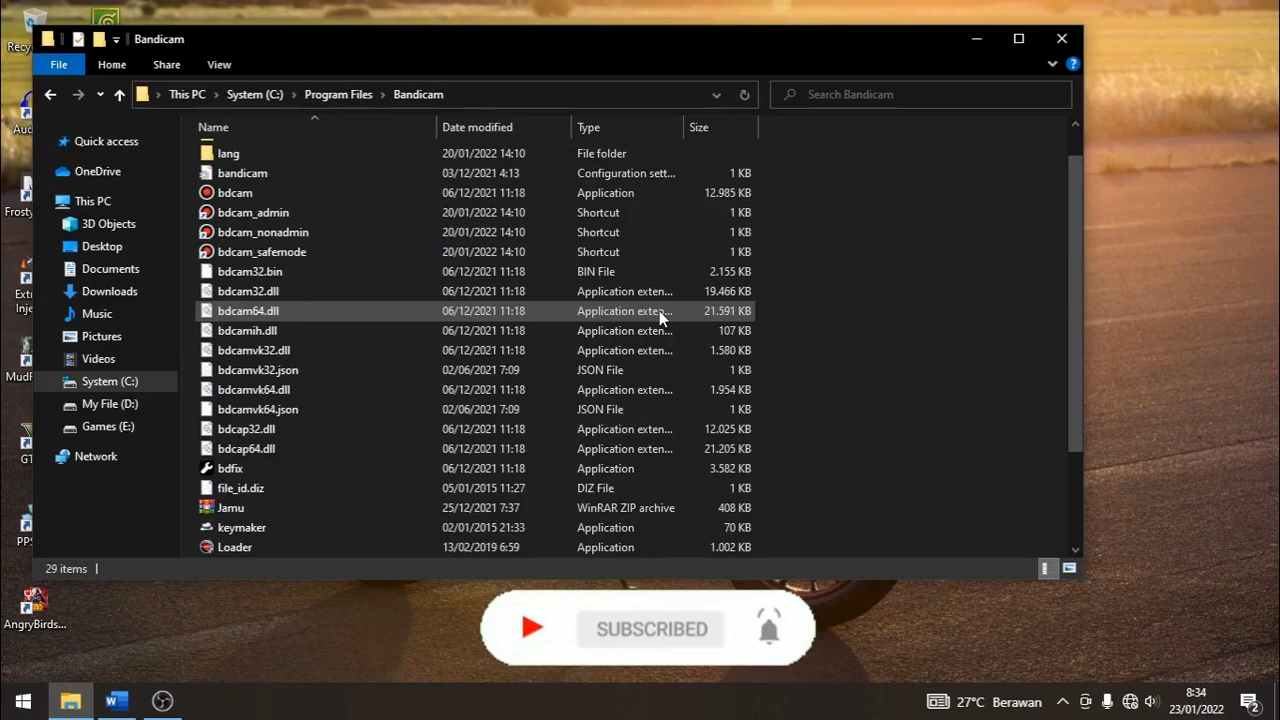 Bandicam
File Home Share View
This PC System (C:) Program Files Bandicam Search Bandicam
Name Date modified Type Size
lang 20/01/2022 14:10 File folder
bandicam 03/12/2021 4:13 Configuration sett... 1 KB
bdcam 06/12/2021 11:18 Application 12.985 KB
bdcam_admin 20/01/2022 14:10 Shortcut 1 KB
bdcam_nonadmin 20/01/2022 14:10 Shortcut 1 KB
bdcam_safemode 20/01/2022 14:10 Shortcut 1 KB
bdcam32.bin 06/12/2021 11:18 BIN File 2.155 KB
bdcam32.dll 06/12/2021 11:18 Application exten... 19.466 KB
bdcam64.dll 06/12/2021 11:18 Application exten... 21.591 KB
bdcamih.dll 06/12/2021 11:18 Application exten... 107 KB
bdcamvk32.dll 06/12/2021 11:18 Application exten... 1.580 KB
bdcamvk32.json 02/06/2021 7:09 JSON File 1 KB
bdcamvk64.dll 06/12/2021 11:18 Application exten... 1.954 KB
bdcamvk64.json 02/06/2021 7:09 JSON File 1 KB
bdcap32.dll 06/12/2021 11:18 Application exten... 12.025 KB
bdcap64.dll 06/12/2021 11:18 Application exten... 21.205 KB
bdfix 06/12/2021 11:18 Application 3.582 KB
file_id.diz 05/01/2015 11:27 DIZ File 1 KB
Jamu 25/12/2021 7:37 WinRAR ZIP archive 408 KB
keymaker 02/01/2015 21:33 Application 70 KB
Loader 13/02/2019 6:59 Application 1.002 KB
Quick access
OneDrive
This PC
3D Objects
Desktop
Documents
Downloads
Music
Pictures
Videos
System (C:)
My File (D:)
Games (E:)
Network
29 items
AngryBirds...
SUBSCRIBED
27°C Berawan
8:34
23/01/2022
2